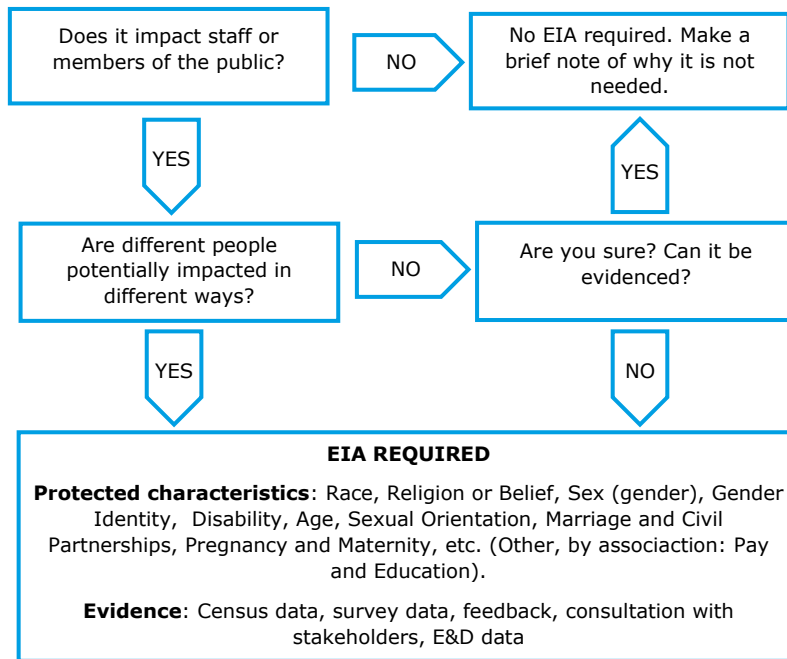 Does it impact staff or
members of the public?
NO
No EIA required. Make a
brief note of why it is not
needed.
YES
YES
Are different people
potentially impacted in
different ways?
NO
Are you sure? Can it be
evidenced?
YES
NO
EIA REQUIRED
Protected characteristics: Race, Religion or Belief, Sex (gender), Gender
Identity, Disability, Age, Sexual Orientation, Marriage and Civil
Partnerships, Pregnancy and Maternity, etc. (Other, by associaction: Pay
and Education).
Evidence: Census data, survey data, feedback, consultation with
stakeholders, E&D data